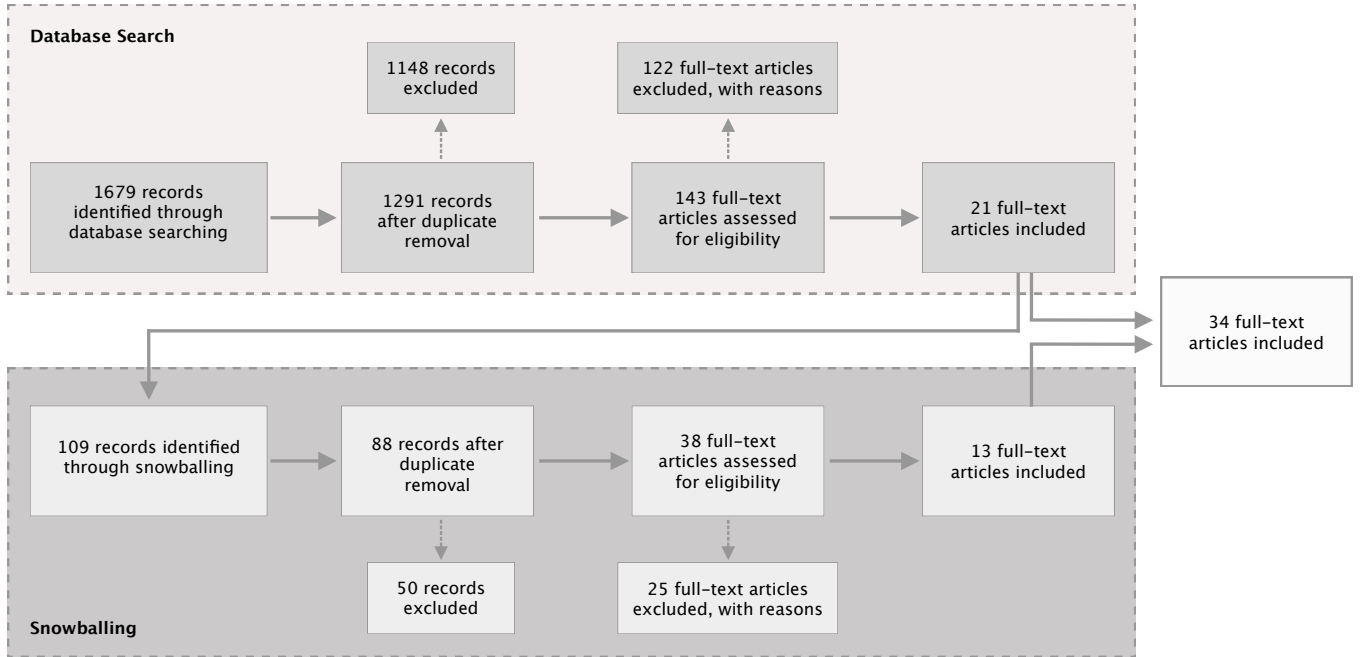 Database Search
1148 records
excluded
122 full-text articles
excluded, with reasons
1679 records
identified through
database searching
1291 records
after duplicate
removal
143 full-text
articles assessed
for eligibility
21 full-text
articles included
34 full-text
articles included
109 records identified
through snowballing
88 records after
duplicate
removal
38 full-text
articles assessed
for eligibility
13 full-text
articles included
50 records
excluded
25 full-text articles
excluded, with reasons
Snowballing